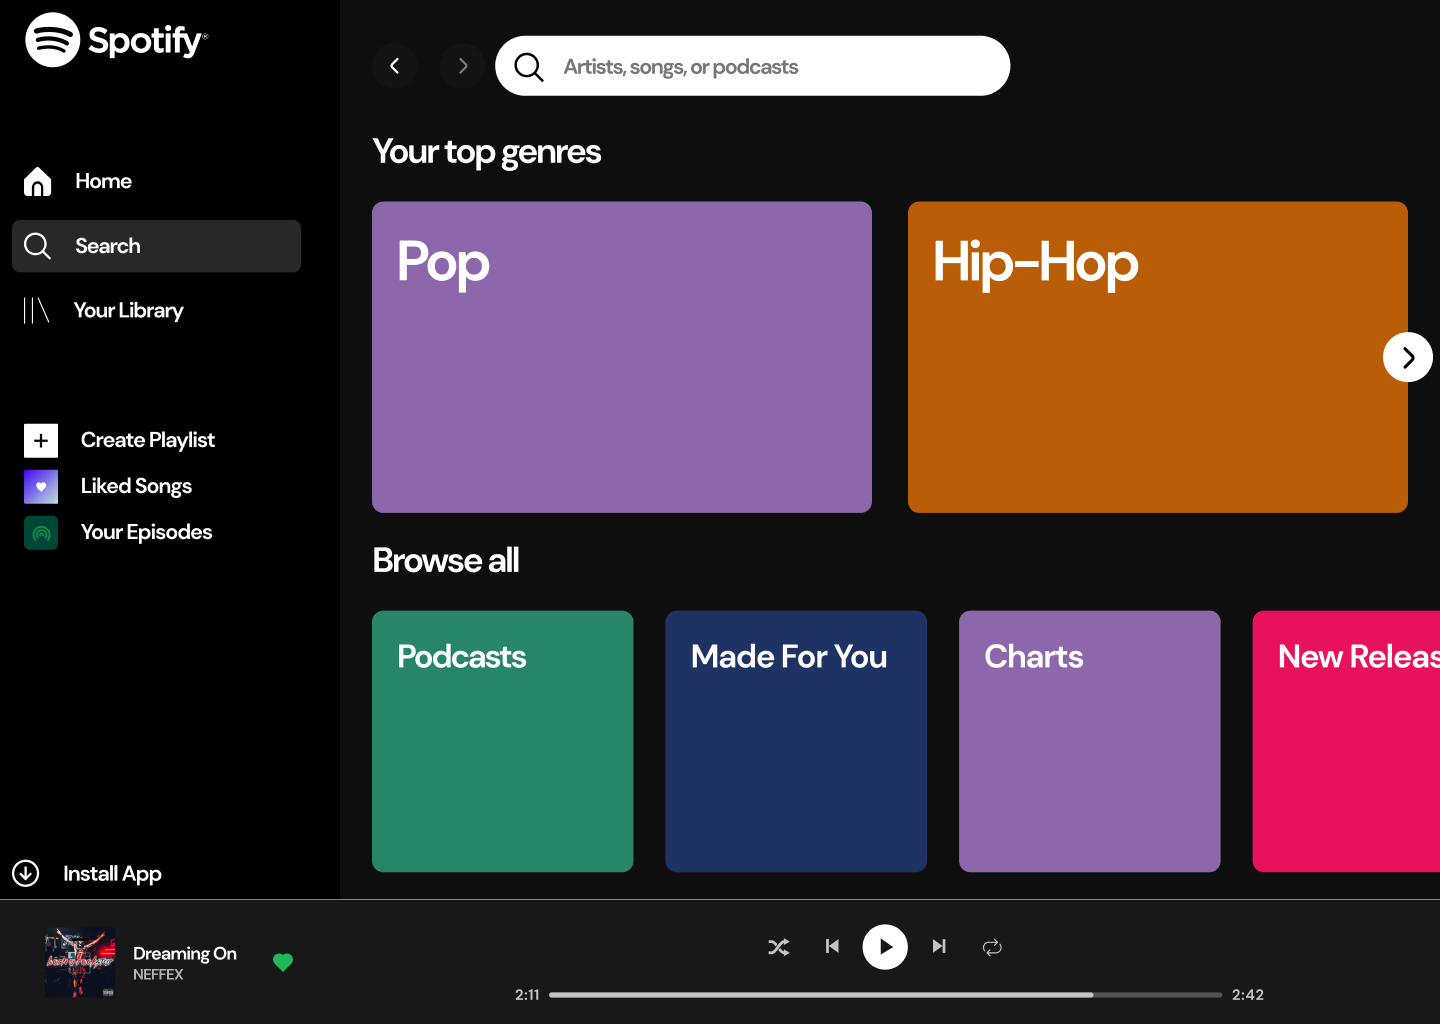 Spotify®
Home
Search
Your Library
Create Playlist
Liked Songs
Your Episodes
Install App
Artists, songs, or podcasts
Your top genres
Pop
Hip-Hop
Browse all
Podcasts
Made For You
Charts
New Releas
Dreaming On
NEFFEX
2:11
2:42